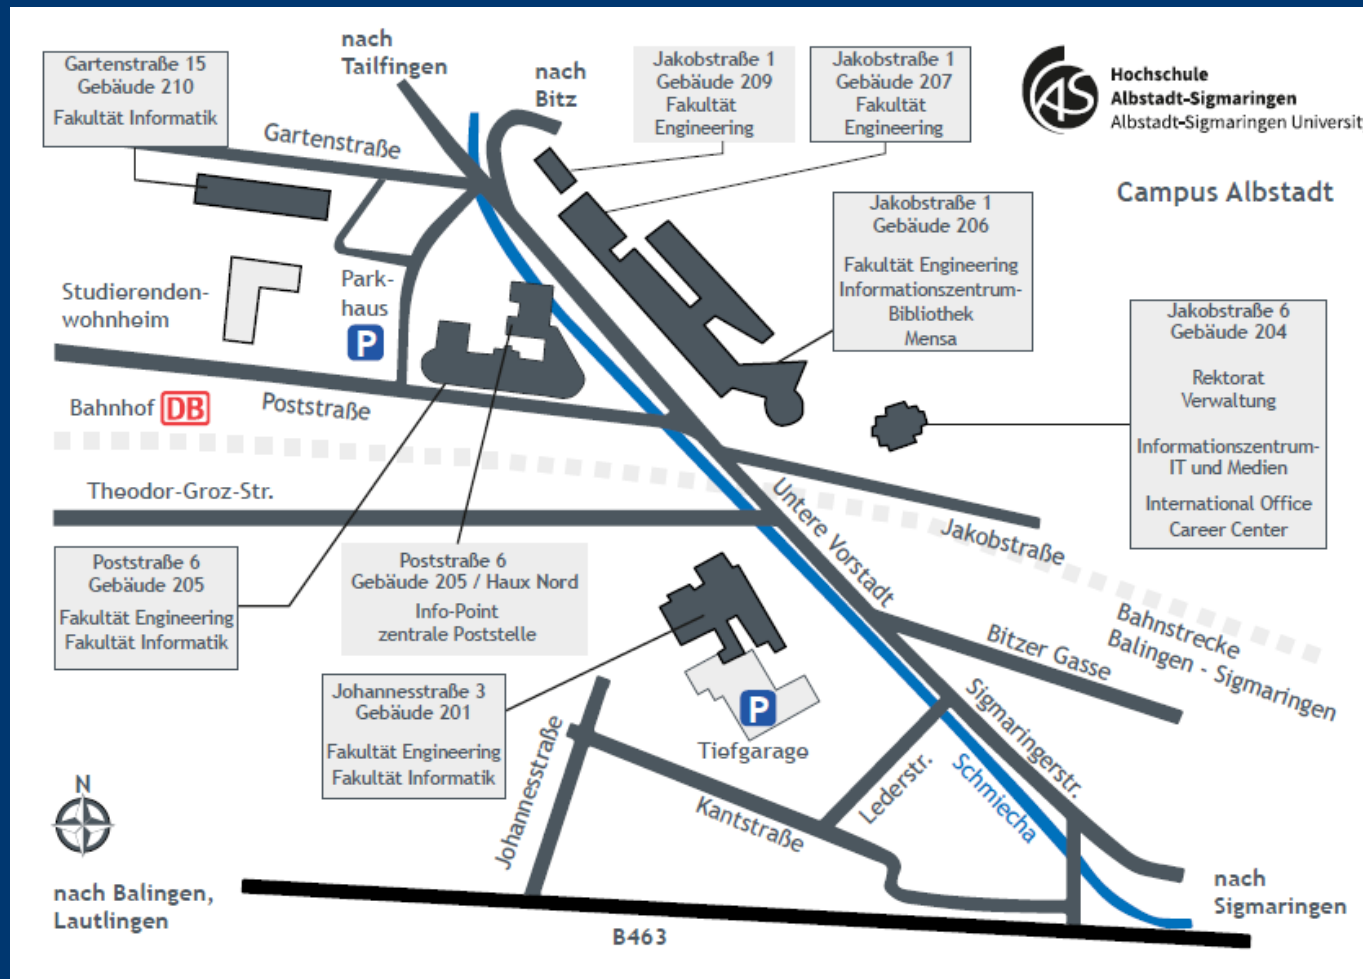 nach
Tailfingen
nach
Bitz
Gartenstraße 15
Gebäude 210
Fakultät Informatik
Jakobstraße 1
Gebäude 209
Fakultät
Engineering
Jakobstraße 1
Gebäude 207
Fakultät
Engineering
Hochschule
Albstadt-Sigmaringen
Albstadt-Sigmaringen Universit
AS
Campus Albstadt
Gartenstraße
Jakobstraße 1
Gebäude 206
Fakultät Engineering
Informationszentrum-
Bibliothek
Mensa
Studierenden-
wohnheim
Park-
haus
P
Jakobstraße 6
Gebäude 204
Rektorat
Verwaltung
Informationszentrum-
IT und Medien
International Office
Career Center
Bahnhof DB
Poststraße
Theodor-Groz-Str.
Untere Vorstadt
Jakobstraße
Poststraße 6
Gebäude 205
Fakultät Engineering
Fakultät Informatik
Poststraße 6
Gebäude 205 / Haux Nord
Info-Point
zentrale Poststelle
Bitzer Gasse
Bahnstrecke
Balingen - Sigmaringen
Johannesstraße 3
Gebäude 201
Fakultät Engineering
Fakultät Informatik
P
Tiefgarage
Sigmaringerstr.
Schmiecha
Lederstr.
Kantstraße
Johannesstraße
N
nach Balingen,
Lautlingen
nach
Sigmaringen
B463